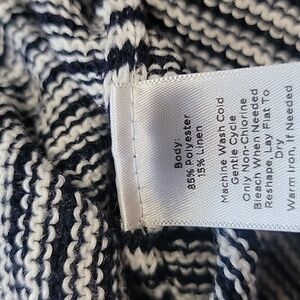 Body:
85% Polyester
15% Linen
Machine Wash Cold
Gentle Cycle
Only Non-Chlorine
Bleach When Needed
Reshape, Lay Flat To
Dry
Warm Iron, If Needed